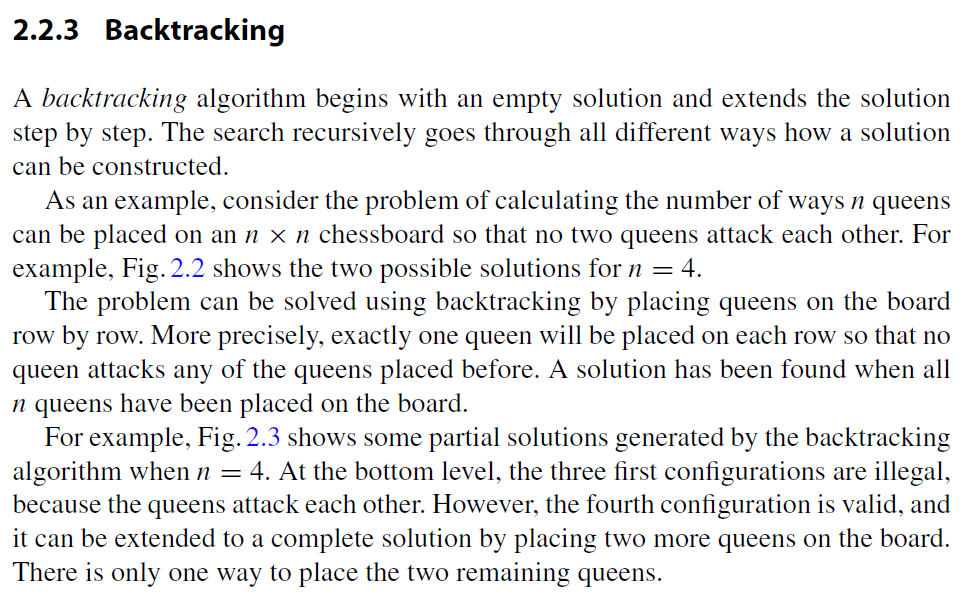 2.2.3 Backtracking
A backtracking algorithm begins with an empty solution and extends the solution
step by step. The search recursively goes through all different ways how a solution
can be constructed.
As an example, consider the problem of calculating the number of ways n queens
can be placed on an n × n chessboard so that no two queens attack each other. For
example, Fig. 2.2 shows the two possible solutions for n = 4.
The problem can be solved using backtracking by placing queens on the board
row by row. More precisely, exactly one queen will be placed on each row so that no
queen attacks any of the queens placed before. A solution has been found when all
n queens have been placed on the board.
For example, Fig. 2.3 shows some partial solutions generated by the backtracking
algorithm when n = 4. At the bottom level, the three first configurations are illegal,
because the queens attack each other. However, the fourth configuration is valid, and
it can be extended to a complete solution by placing two more queens on the board.
There is only one way to place the two remaining queens.